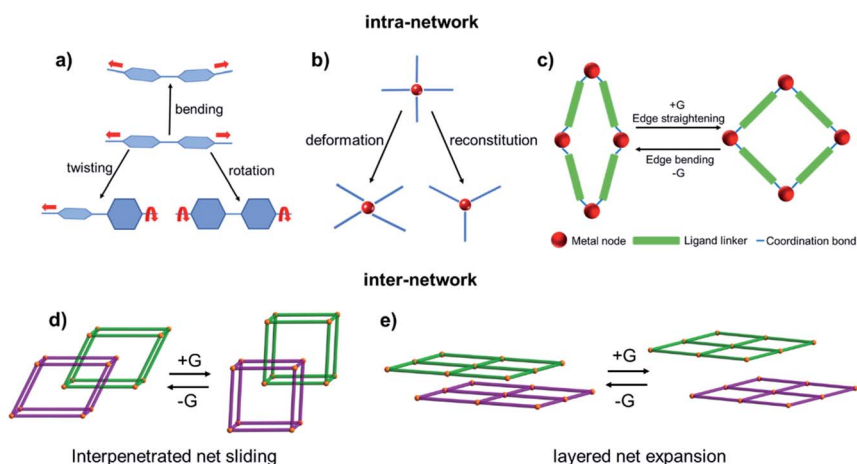 intra-network
a)
bending
twisting
rotation
b)
deformation
reconstitution
c)
+G
Edge straightening
Edge bending
-G
Metal node
Ligand linker
Coordination bond
inter-network
d)
+G
-G
Interpenetrated net sliding
e)
+G
-G
layered net expansion